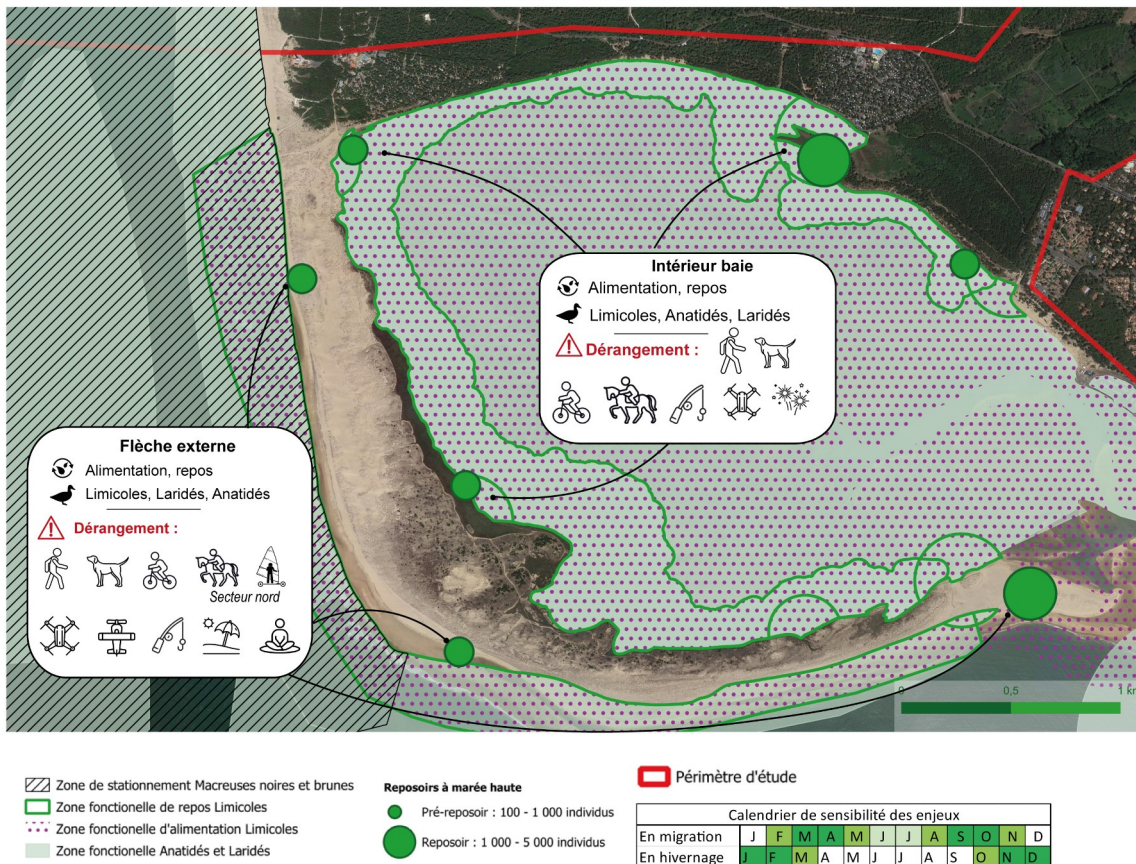 Intérieur baie
Alimentation, repos
Limicoles, Anatidés, Laridés
Dérangement :
Flèche externe
Alimentation, repos
Limicoles, Laridés, Anatidés
Dérangement :
Secteur nord
0 0,5 1 km
Zone de stationnement Macreuses noires et brunes
Zone fonctionelle de repos Limicoles
Zone fonctionelle d'alimentation Limicoles
Zone fonctionelle Anatidés et Laridés
Reposoirs à marée haute
Pré-reposoir : 100 - 1 000 individus
Reposoir : 1 000 - 5 000 individus
Périmètre d'étude
Calendrier de sensibilité des enjeux
En migration J F M A M J J A S O N D
En hivernage J F M A M J J A S O N D